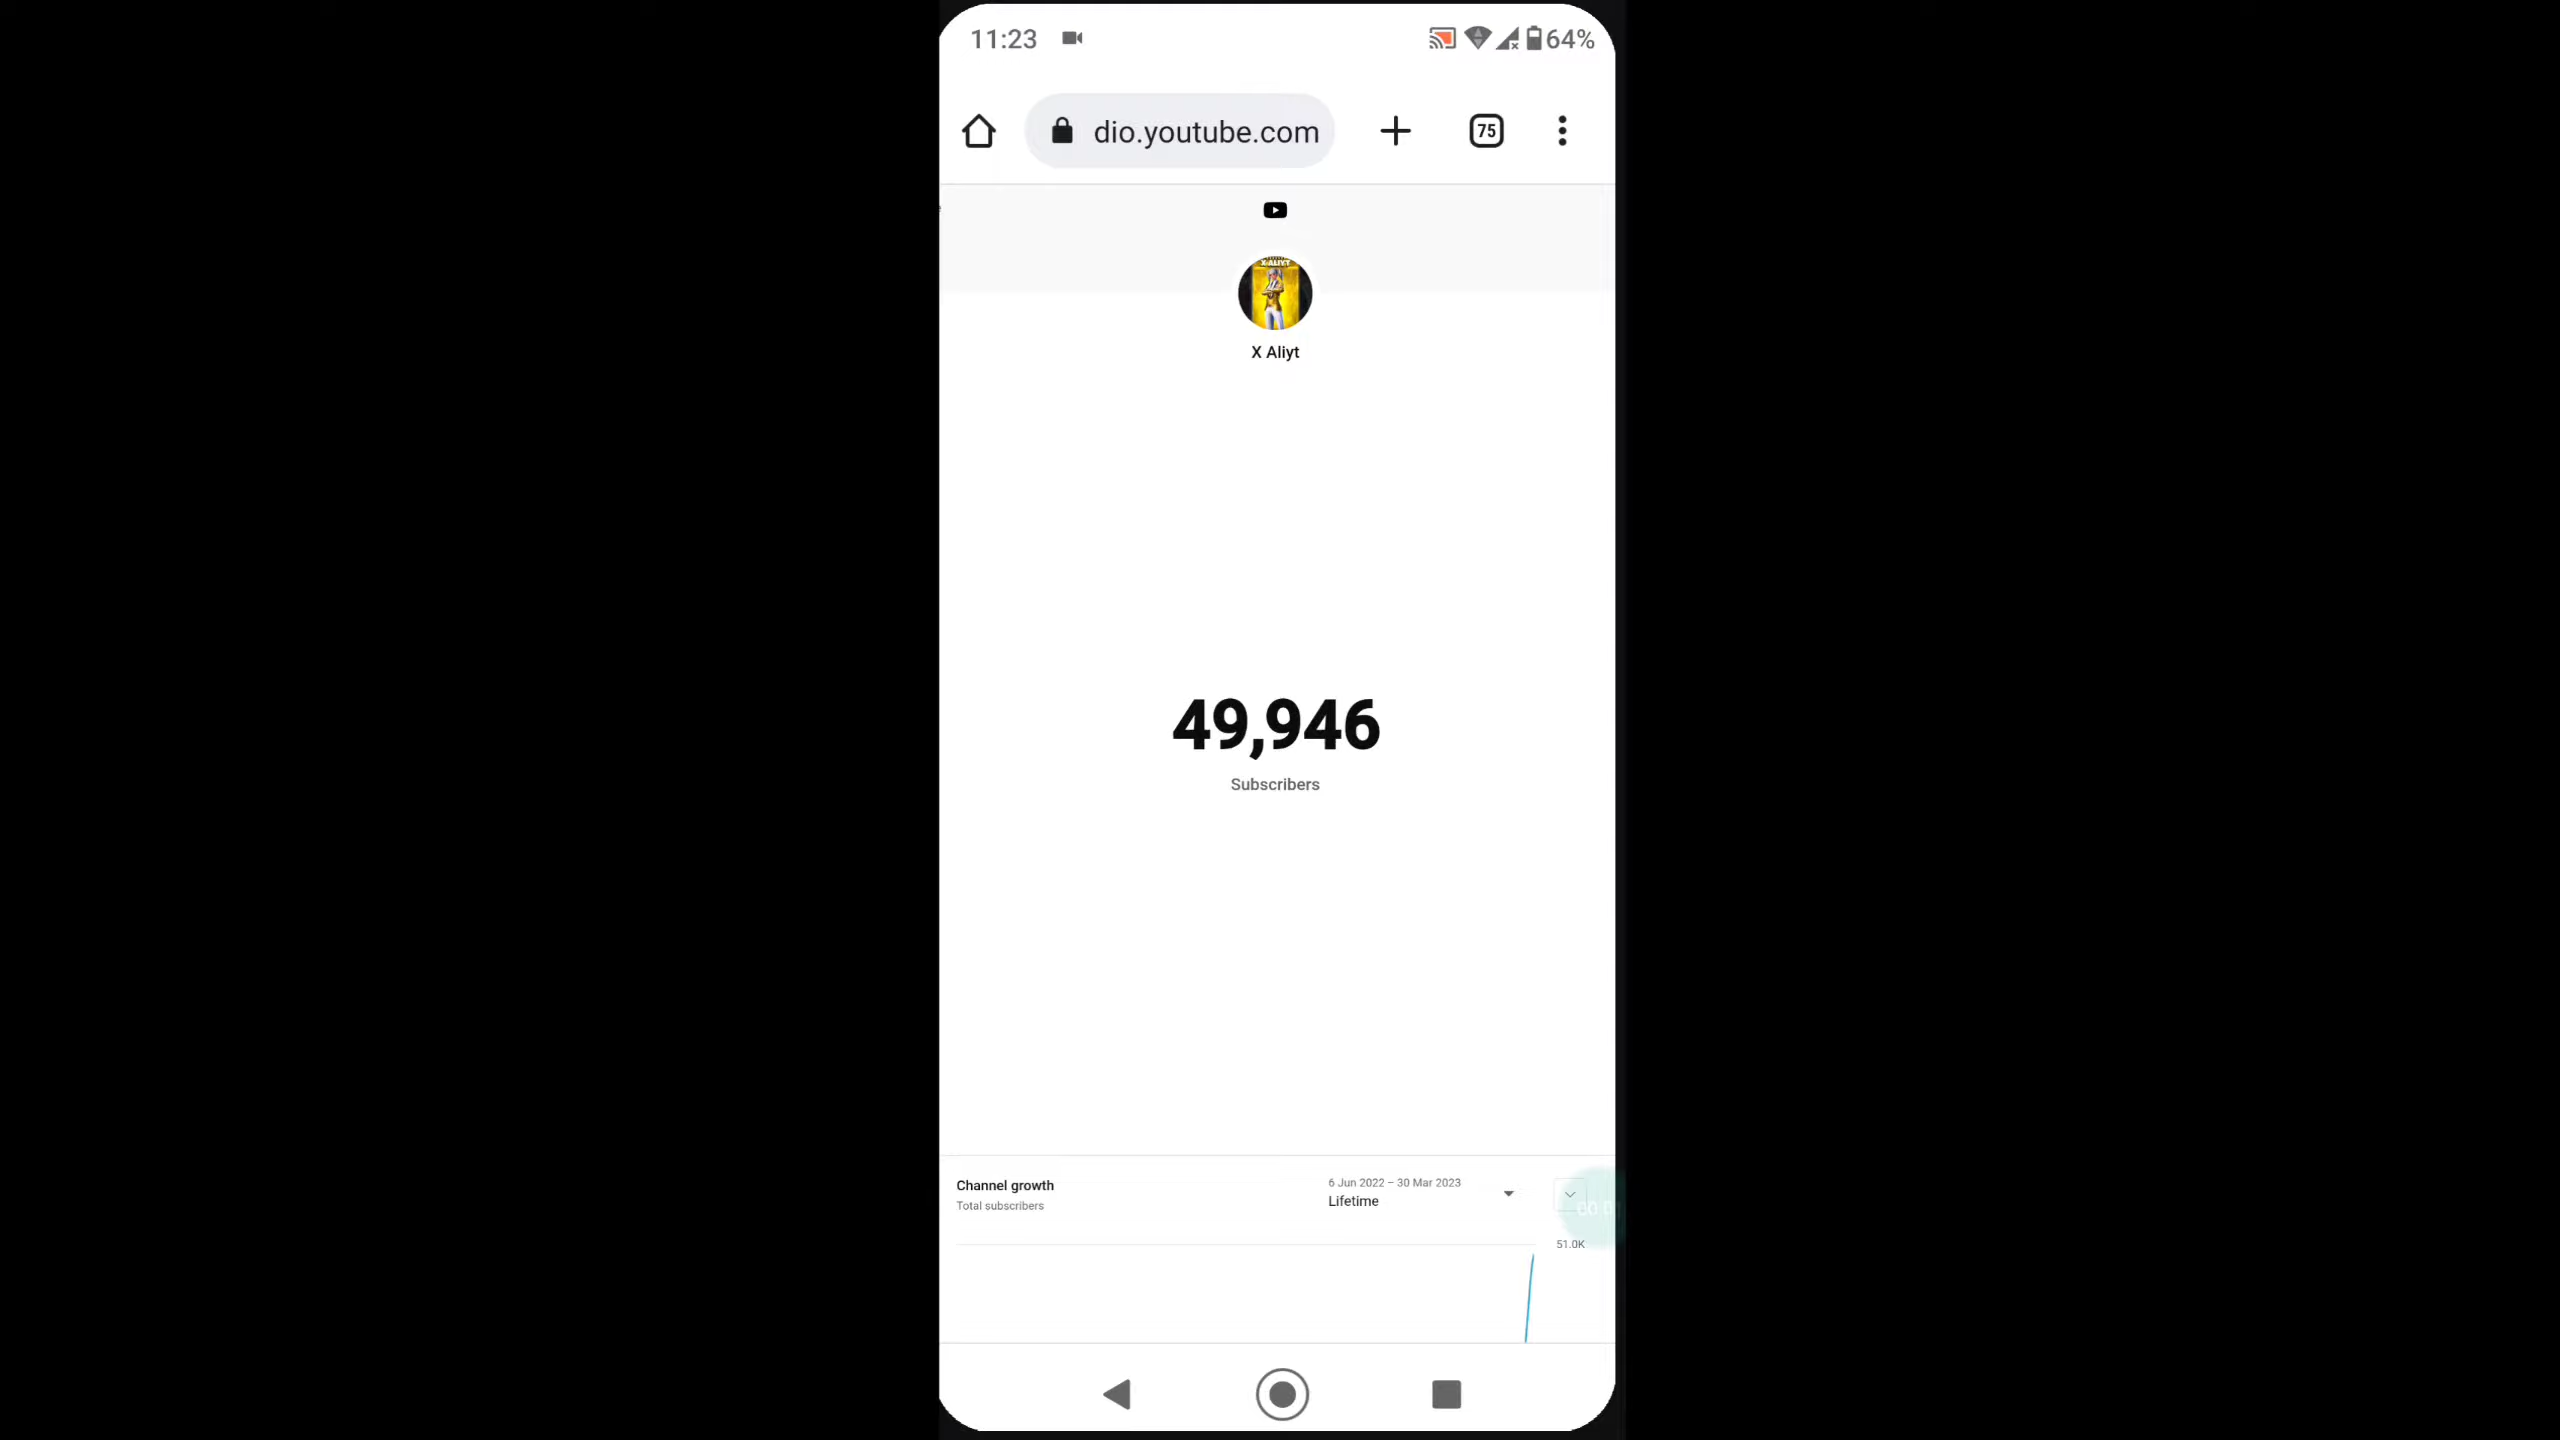 11:23
64%
dio.youtube.com
75
X ALIYT
X Aliyt
49,946
Subscribers
Channel growth
Total subscribers
6 Jun 2022 – 30 Mar 2023
Lifetime
51.0K